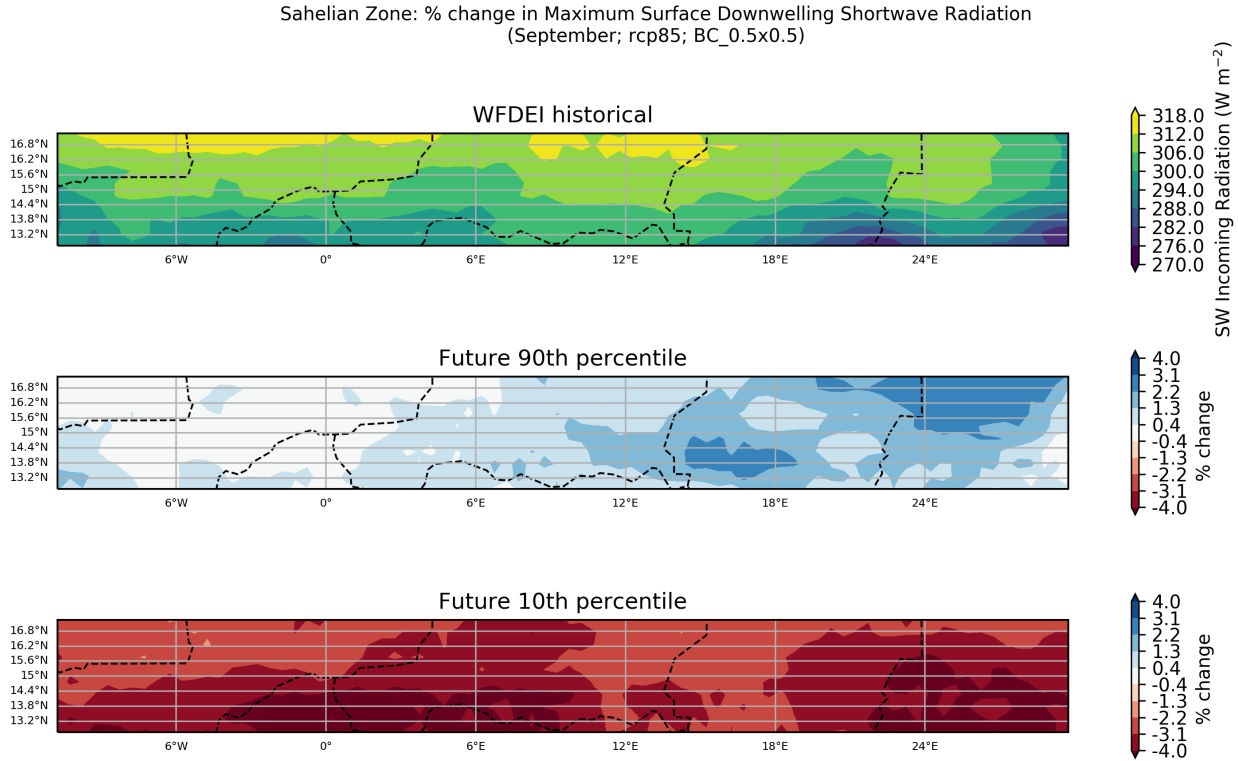 Sahelian Zone: % change in Maximum Surface Downwelling Shortwave Radiation
(September; rcp85; BC_0.5x0.5)
WFDEI historical
16.8°N
16.2°N
15.6°N
15°N
14.4°N
13.8°N
13.2°N
6°W
0°
6°E
12°E
18°E
24°E
318.0
312.0
306.0
300.0
294.0
288.0
282.0
276.0
270.0
SW Incoming Radiation (W m⁻²)
Future 90th percentile
16.8°N
16.2°N
15.6°N
15°N
14.4°N
13.8°N
13.2°N
6°W
0°
6°E
12°E
18°E
24°E
4.0
3.1
2.2
1.3
0.4
-0.4
-1.3
-2.2
-3.1
-4.0
% change
Future 10th percentile
16.8°N
16.2°N
15.6°N
15°N
14.4°N
13.8°N
13.2°N
6°W
0°
6°E
12°E
18°E
24°E
4.0
3.1
2.2
1.3
0.4
-0.4
-1.3
-2.2
-3.1
-4.0
% change